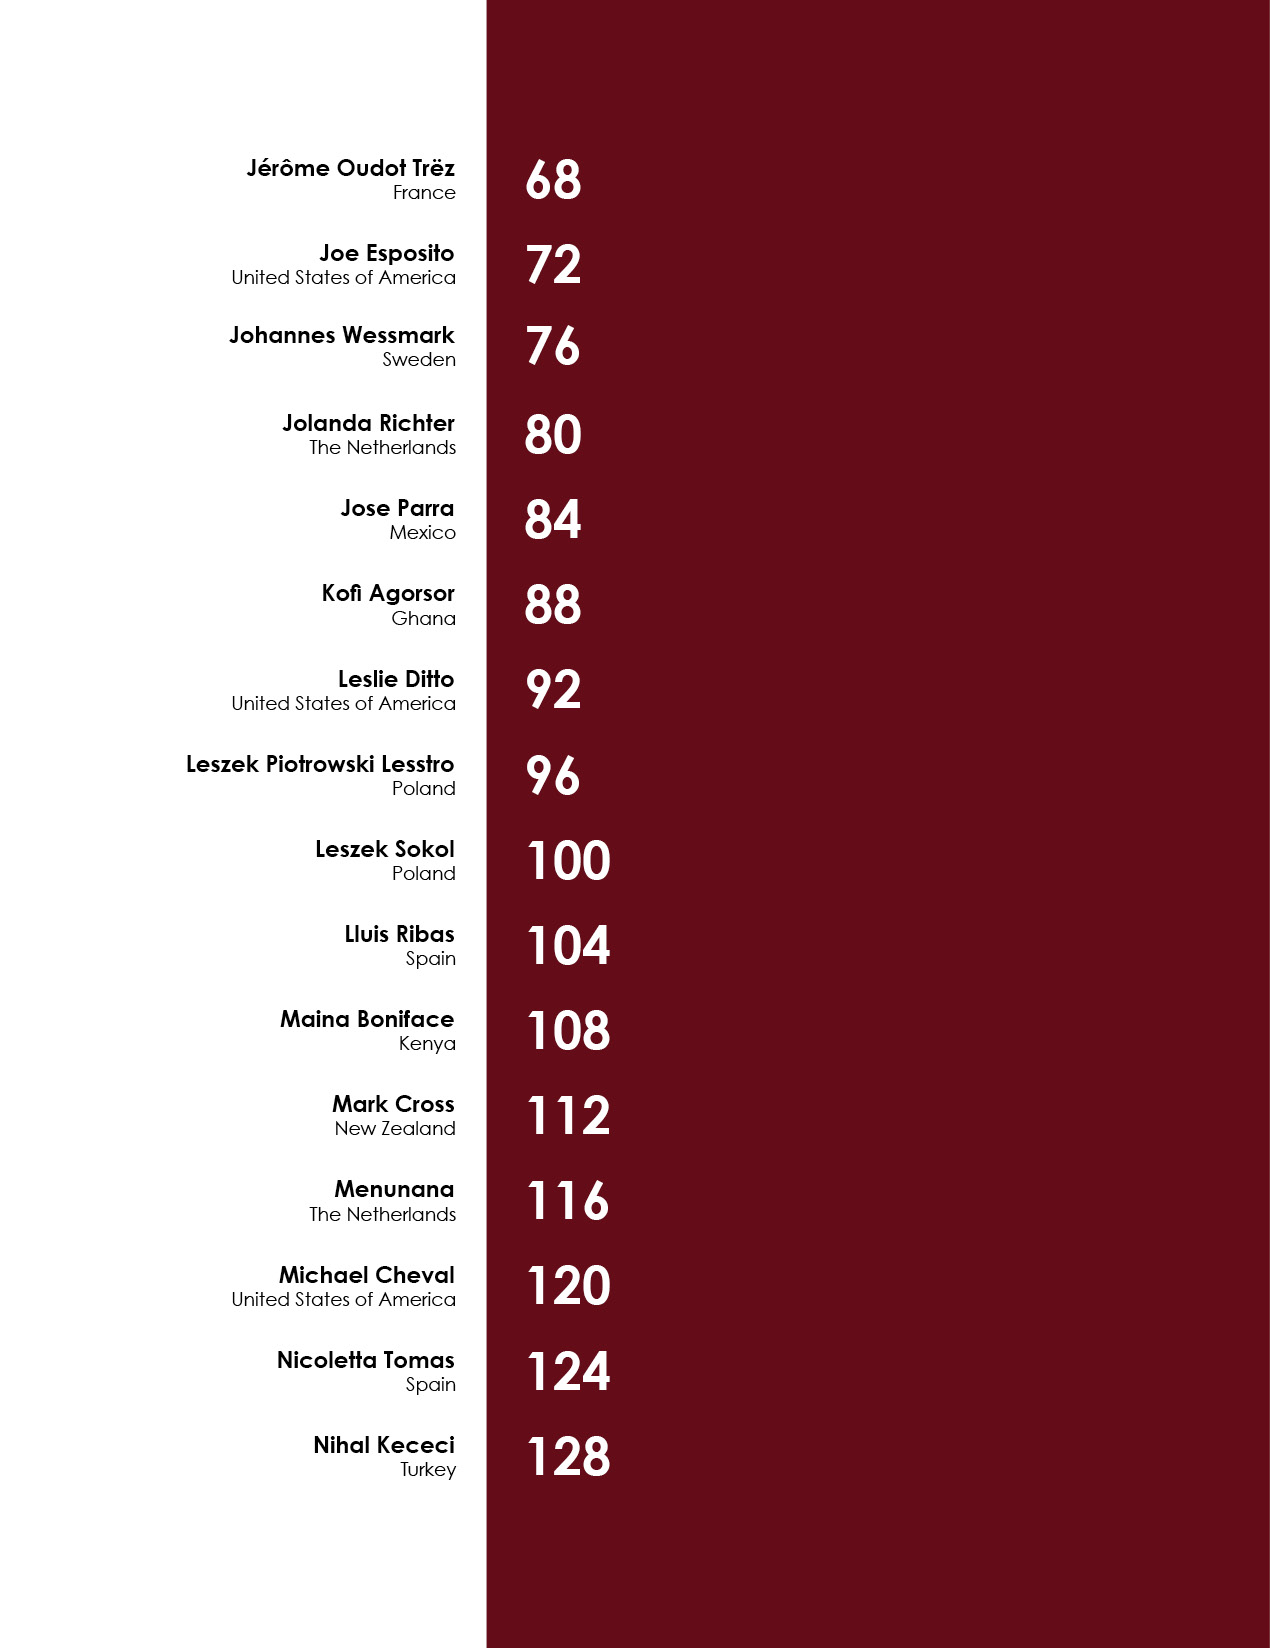 Jérôme Oudot Trëz
France
68
Joe Esposito
United States of America
72
Johannes Wessmark
Sweden
76
Jolanda Richter
The Netherlands
80
Jose Parra
Mexico
84
Kofi Agorsor
Ghana
88
Leslie Ditto
United States of America
92
Leszek Piotrowski Lesstro
Poland
96
Leszek Sokol
Poland
100
Lluis Ribas
Spain
104
Maina Boniface
Kenya
108
Mark Cross
New Zealand
112
Menunana
The Netherlands
116
Michael Cheval
United States of America
120
Nicoletta Tomas
Spain
124
Nihal Kececi
Turkey
128